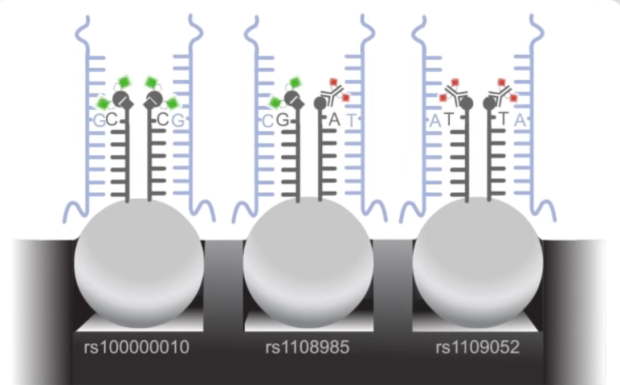 GC CG CG AT AT TA
rs100000010 rs1108985 rs1109052